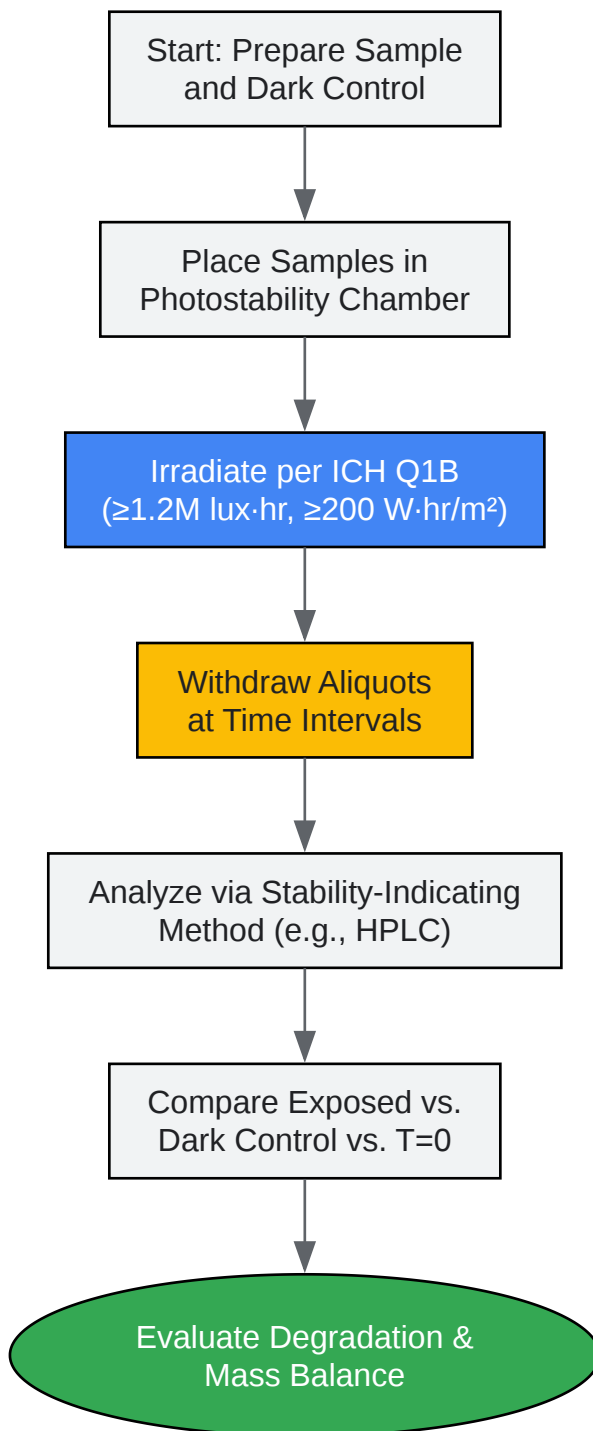 Start: Prepare Sample
and Dark Control
Place Samples in
Photostability Chamber
Irradiate per ICH Q1B
(≥1.2M lux·hr, ≥200 W·hr/m²)
Withdraw Aliquots
at Time Intervals
Analyze via Stability-Indicating
Method (e.g., HPLC)
Compare Exposed vs.
Dark Control vs. T=0
Evaluate Degradation &
Mass Balance